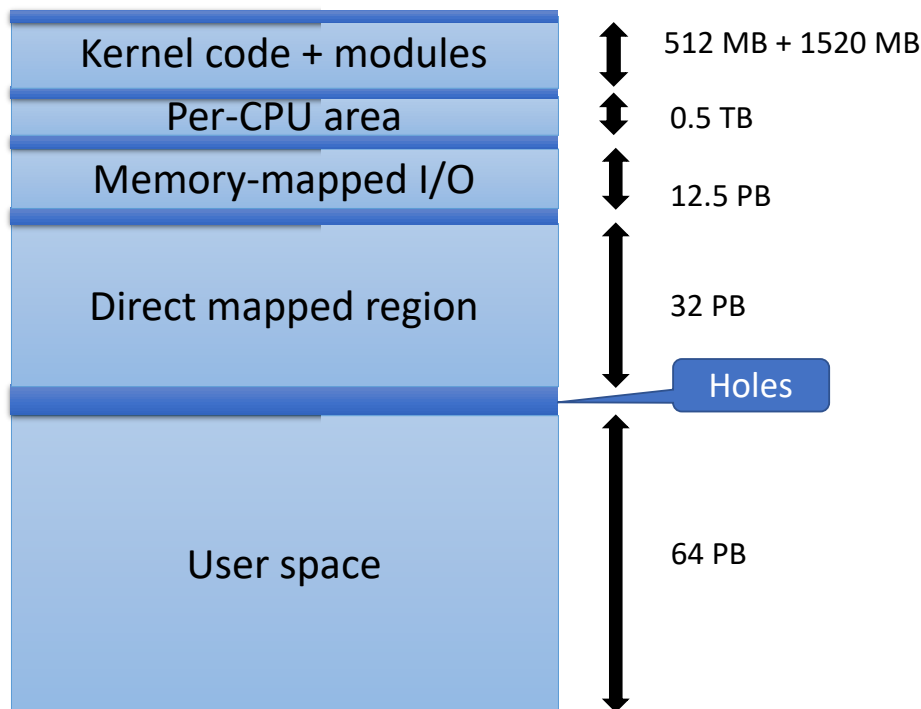 Kernel code + modules
512 MB + 1520 MB
Per-CPU area
0.5 TB
Memory-mapped I/O
12.5 PB
Direct mapped region
32 PB
Holes
User space
64 PB